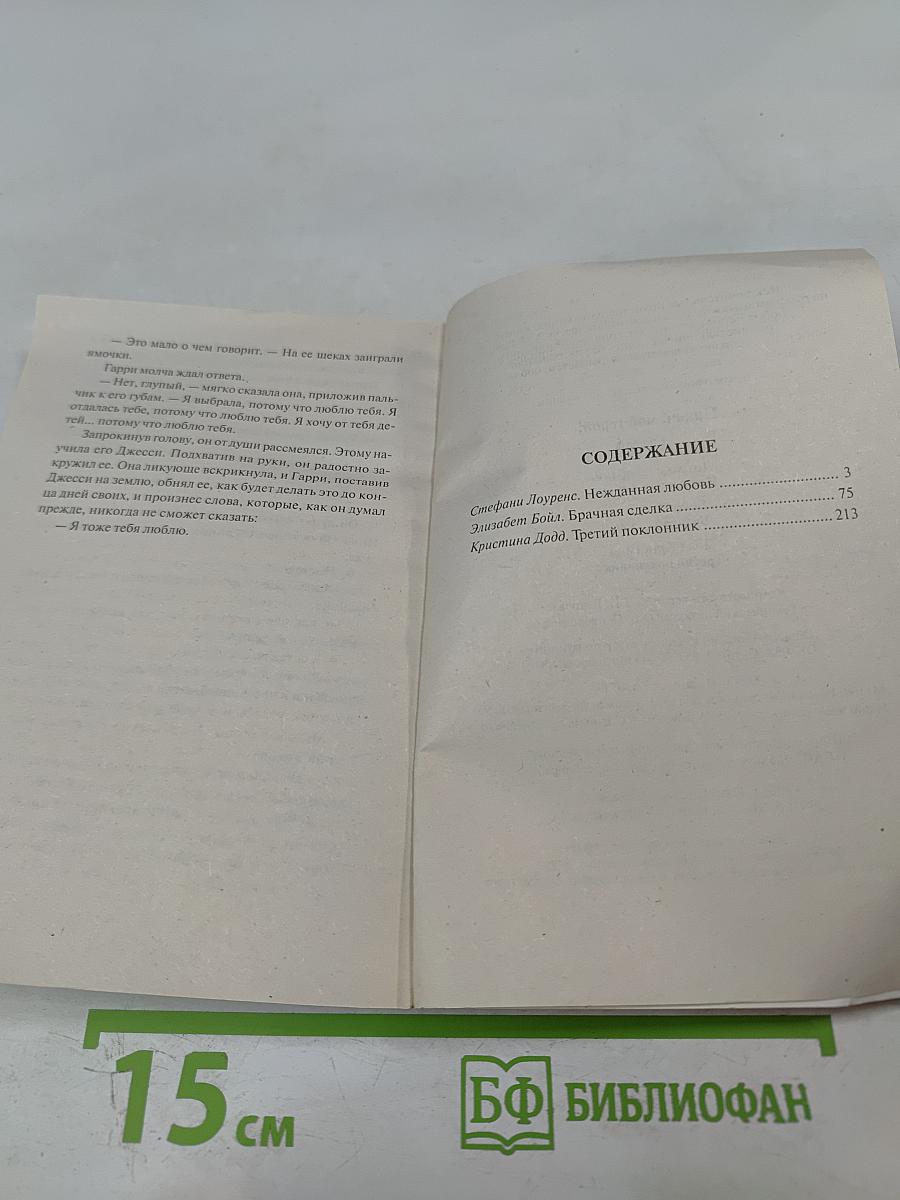 — Это мало о чем говорит. — На ее щеках заиграли
ямочки.
Гарри молча ждал ответа.
— Нет, глупый, — мягко сказала она, приложив паль-
чик к его губам. — Я выбрала, потому что люблю тебя. Я
отдалась тебе, потому что люблю тебя. Я хочу от тебя де-
тей... потому что люблю тебя.
Запрокинув голову, он от души рассмеялся. Этому на-
учила его Джесси. Подхватив на руки, он радостно за-
кружил ее. Она ликующе вскрикнула, и Гарри, поставив
Джесси на землю, обнял ее, как будет делать это до кон-
ца дней своих, и произнес слова, которые, как он думал
прежде, никогда не сможет сказать:
— Я тоже тебя люблю.
СОДЕРЖАНИЕ
Стефани Лоуренс. Нежданная любовь ........................... 3
Элизабет Бойл. Брачная сделка .................................... 75
Кристина Додд. Третий поклонник ............................. 213
15 см
БФ БИБЛИОФАН